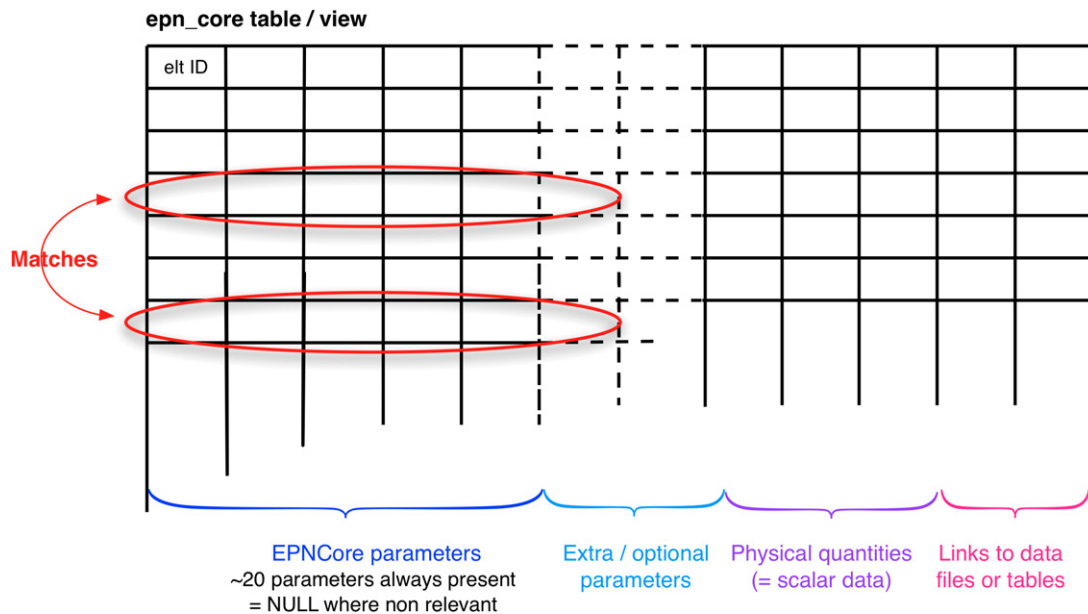 epn_core table / view
elt ID
Matches
EPNCore parameters
~20 parameters always present
= NULL where non relevant
Extra / optional
parameters
Physical quantities
(= scalar data)
Links to data
files or tables